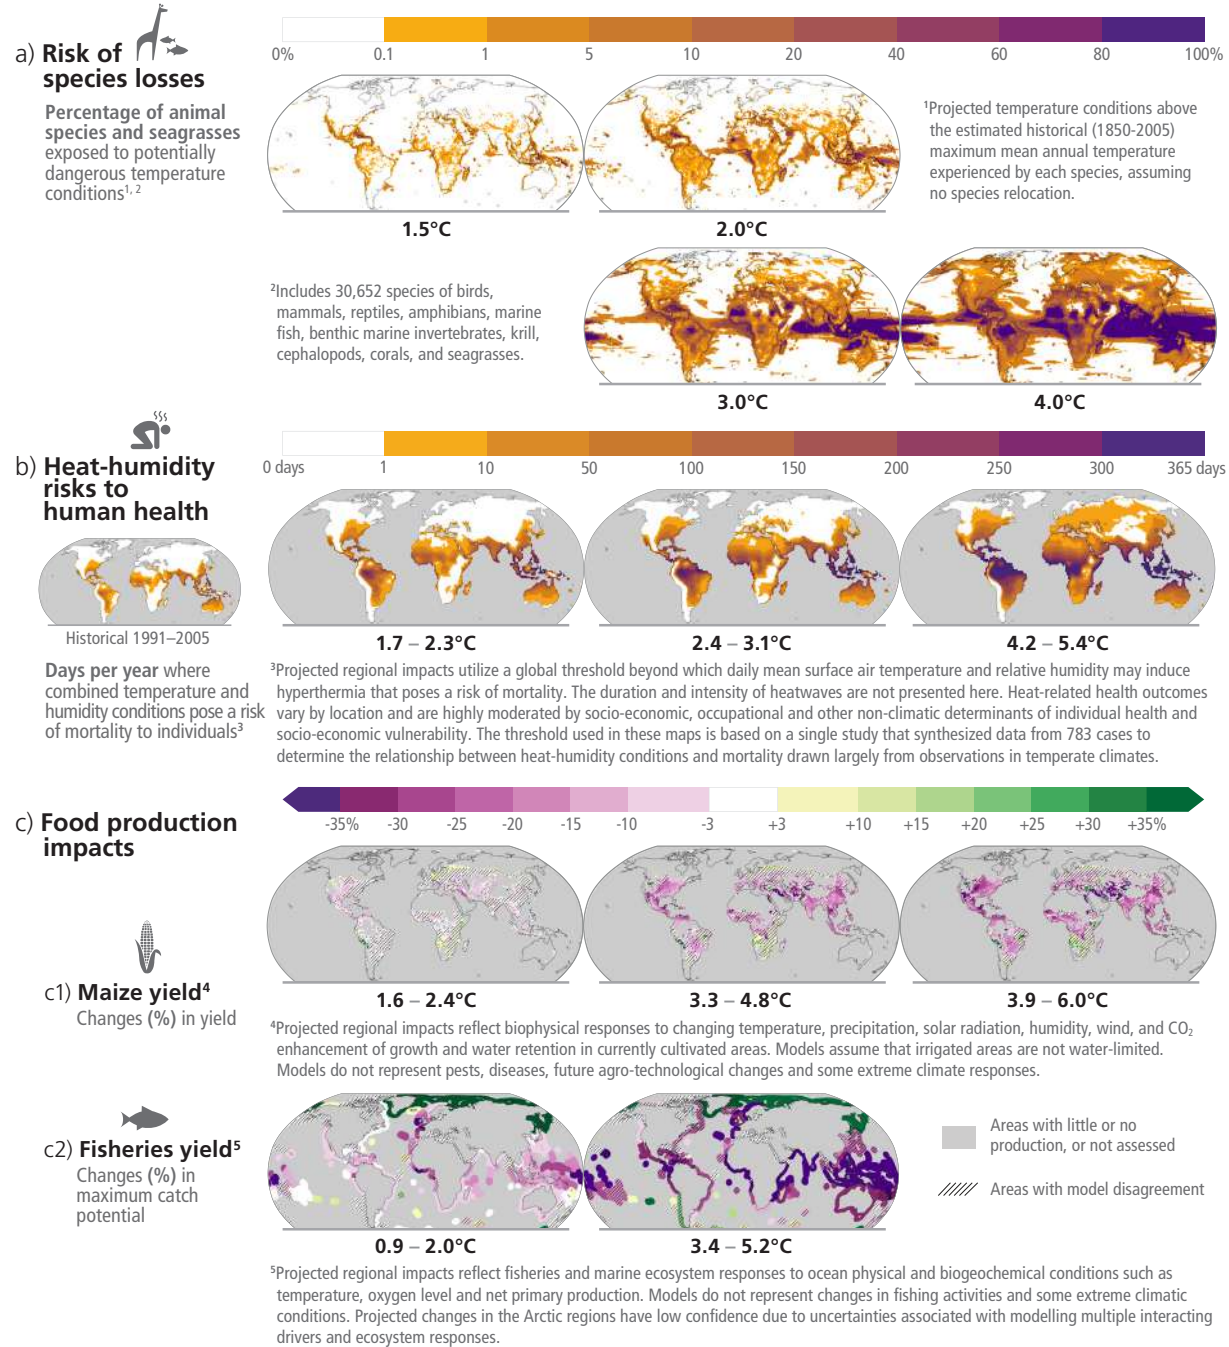 a) Risk of
species losses
Percentage of animal
species and seagrasses
exposed to potentially
dangerous temperature
conditions1, 2
0% 0.1 1 5 10 20 40 60 80 100%
1Projected temperature conditions above
the estimated historical (1850-2005)
maximum mean annual temperature
experienced by each species, assuming
no species relocation.
1.5°C 2.0°C
2Includes 30,652 species of birds,
mammals, reptiles, amphibians, marine
fish, benthic marine invertebrates, krill,
cephalopods, corals, and seagrasses.
3.0°C 4.0°C
b) Heat-humidity
risks to
human health
0 days 1 10 50 100 150 200 250 300 365 days
Historical 1991–2005
1.7 – 2.3°C 2.4 – 3.1°C 4.2 – 5.4°C
Days per year where
combined temperature and
humidity conditions pose a risk
of mortality to individuals3
3Projected regional impacts utilize a global threshold beyond which daily mean surface air temperature and relative humidity may induce
hyperthermia that poses a risk of mortality. The duration and intensity of heatwaves are not presented here. Heat-related health outcomes
vary by location and are highly moderated by socio-economic, occupational and other non-climatic determinants of individual health and
socio-economic vulnerability. The threshold used in these maps is based on a single study that synthesized data from 783 cases to
determine the relationship between heat-humidity conditions and mortality drawn largely from observations in temperate climates.
c) Food production
impacts
-35% -30 -25 -20 -15 -10 -3 +3 +10 +15 +20 +25 +30 +35%
c1) Maize yield4
Changes (%) in yield
1.6 – 2.4°C 3.3 – 4.8°C 3.9 – 6.0°C
4Projected regional impacts reflect biophysical responses to changing temperature, precipitation, solar radiation, humidity, wind, and CO2
enhancement of growth and water retention in currently cultivated areas. Models assume that irrigated areas are not water-limited.
Models do not represent pests, diseases, future agro-technological changes and some extreme climate responses.
c2) Fisheries yield5
Changes (%) in
maximum catch
potential
Areas with little or no
production, or not assessed
Areas with model disagreement
0.9 – 2.0°C 3.4 – 5.2°C
5Projected regional impacts reflect fisheries and marine ecosystem responses to ocean physical and biogeochemical conditions such as
temperature, oxygen level and net primary production. Models do not represent changes in fishing activities and some extreme climatic
conditions. Projected changes in the Arctic regions have low confidence due to uncertainties associated with modelling multiple interacting
drivers and ecosystem responses.